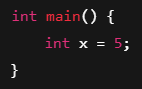 int main() {
    int x = 5;
}